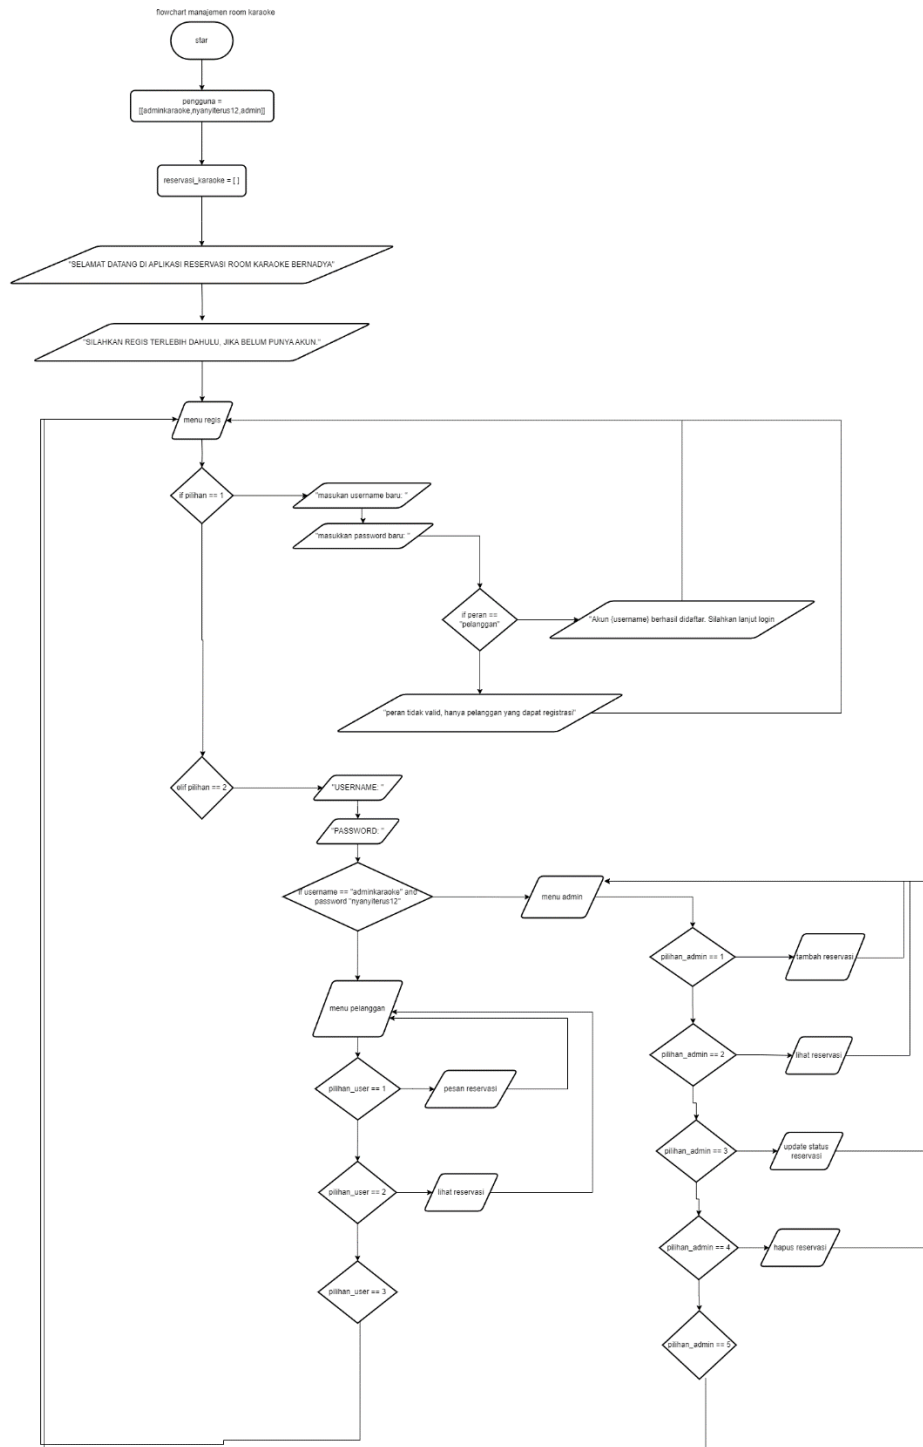 flowchart manajemen room karaoke
star
pengguna =
[[adminkaraoke,nyanyiterus12,admin]]
reservasi_karaoke = [ ]
"SELAMAT DATANG DI APLIKASI RESERVASI ROOM KARAOKE BERNADYA"
"SILAHKAN REGIS TERLEBIH DAHULU, JIKA BELUM PUNYA AKUN."
menu regis
if pilihan == 1
"masukan username baru: "
"masukkan password baru: "
if peran ==
"pelanggan"
"Akun (username) berhasil didaftar. Silahkan lanjut login
"peran tidak valid, hanya pelanggan yang dapat registrasi"
elif pilihan == 2
"USERNAME: "
"PASSWORD: "
if username == "adminkaraoke" and
password "nyanyiterus12"
menu admin
pilihan_admin == 1
tambah reservasi
menu pelanggan
pilihan_admin == 2
lihat reservasi
pilihan_user == 1
pesan reservasi
pilihan_admin == 3
update status
reservasi
pilihan_user == 2
lihat reservasi
pilihan_admin == 4
hapus reservasi
pilihan_user == 3
pilihan_admin == 5